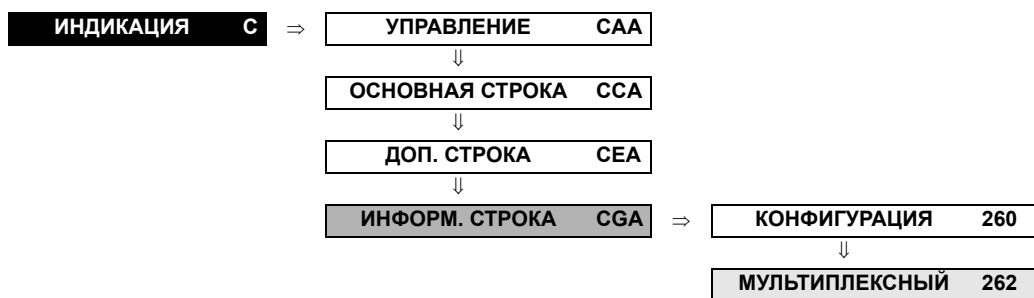 ИНДИКАЦИЯ C ⇒ УПРАВЛЕНИЕ CAA
⇓
ОСНОВНАЯ СТРОКА CCA
⇓
ДОП. СТРОКА CEA
⇓
ИНФОРМ. СТРОКА CGA ⇒ КОНФИГУРАЦИЯ 260
⇓
МУЛЬТИПЛЕКСНЫЙ 262